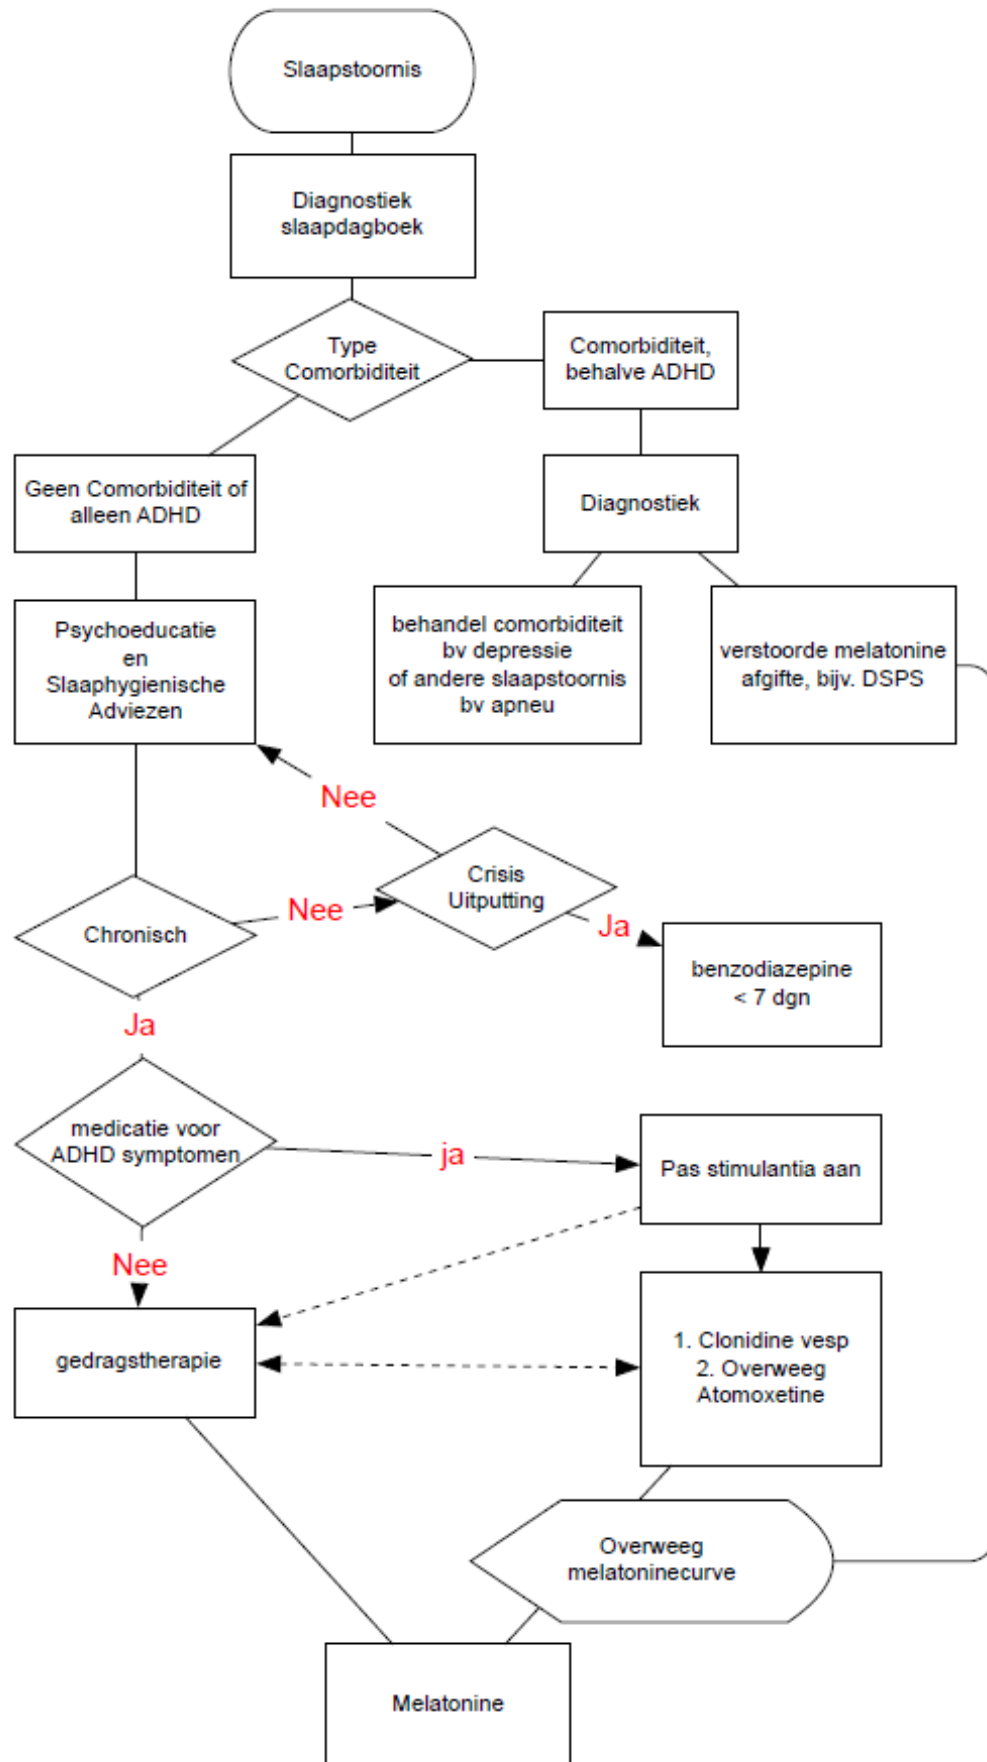 Slaapstoornis
Diagnostiek
slaapdagboek
Type
Comorbiditeit
Comorbiditeit,
behalve ADHD
Geen Comorbiditeit of
alleen ADHD
Diagnostiek
Psychoeducatie
en
Slaaphygienische
Adviezen
behandel comorbiditeit
bv depressie
of andere slaapstoornis
bv apneu
verstoorde melatonine
afgifte, bijv. DSPS
Nee
Crisis
Uitputting
Nee
Chronisch
Ja
benzodiazepine
< 7 dgn
Ja
medicatie voor
ADHD symptomen
ja
Pas stimulantia aan
Nee
gedragstherapie
1. Clonidine vesp
2. Overweeg
Atomoxetine
Overweeg
melatoninecurve
Melatonine